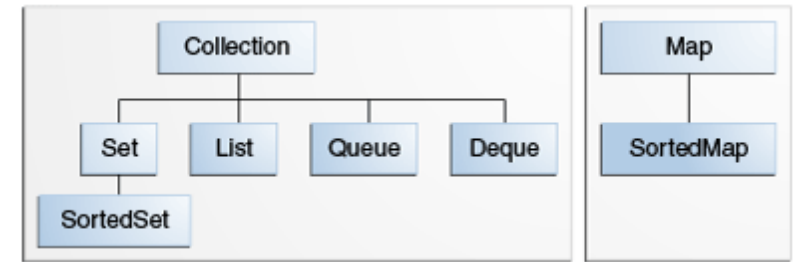 Collection
Map
Set
List
Queue
Deque
SortedMap
SortedSet